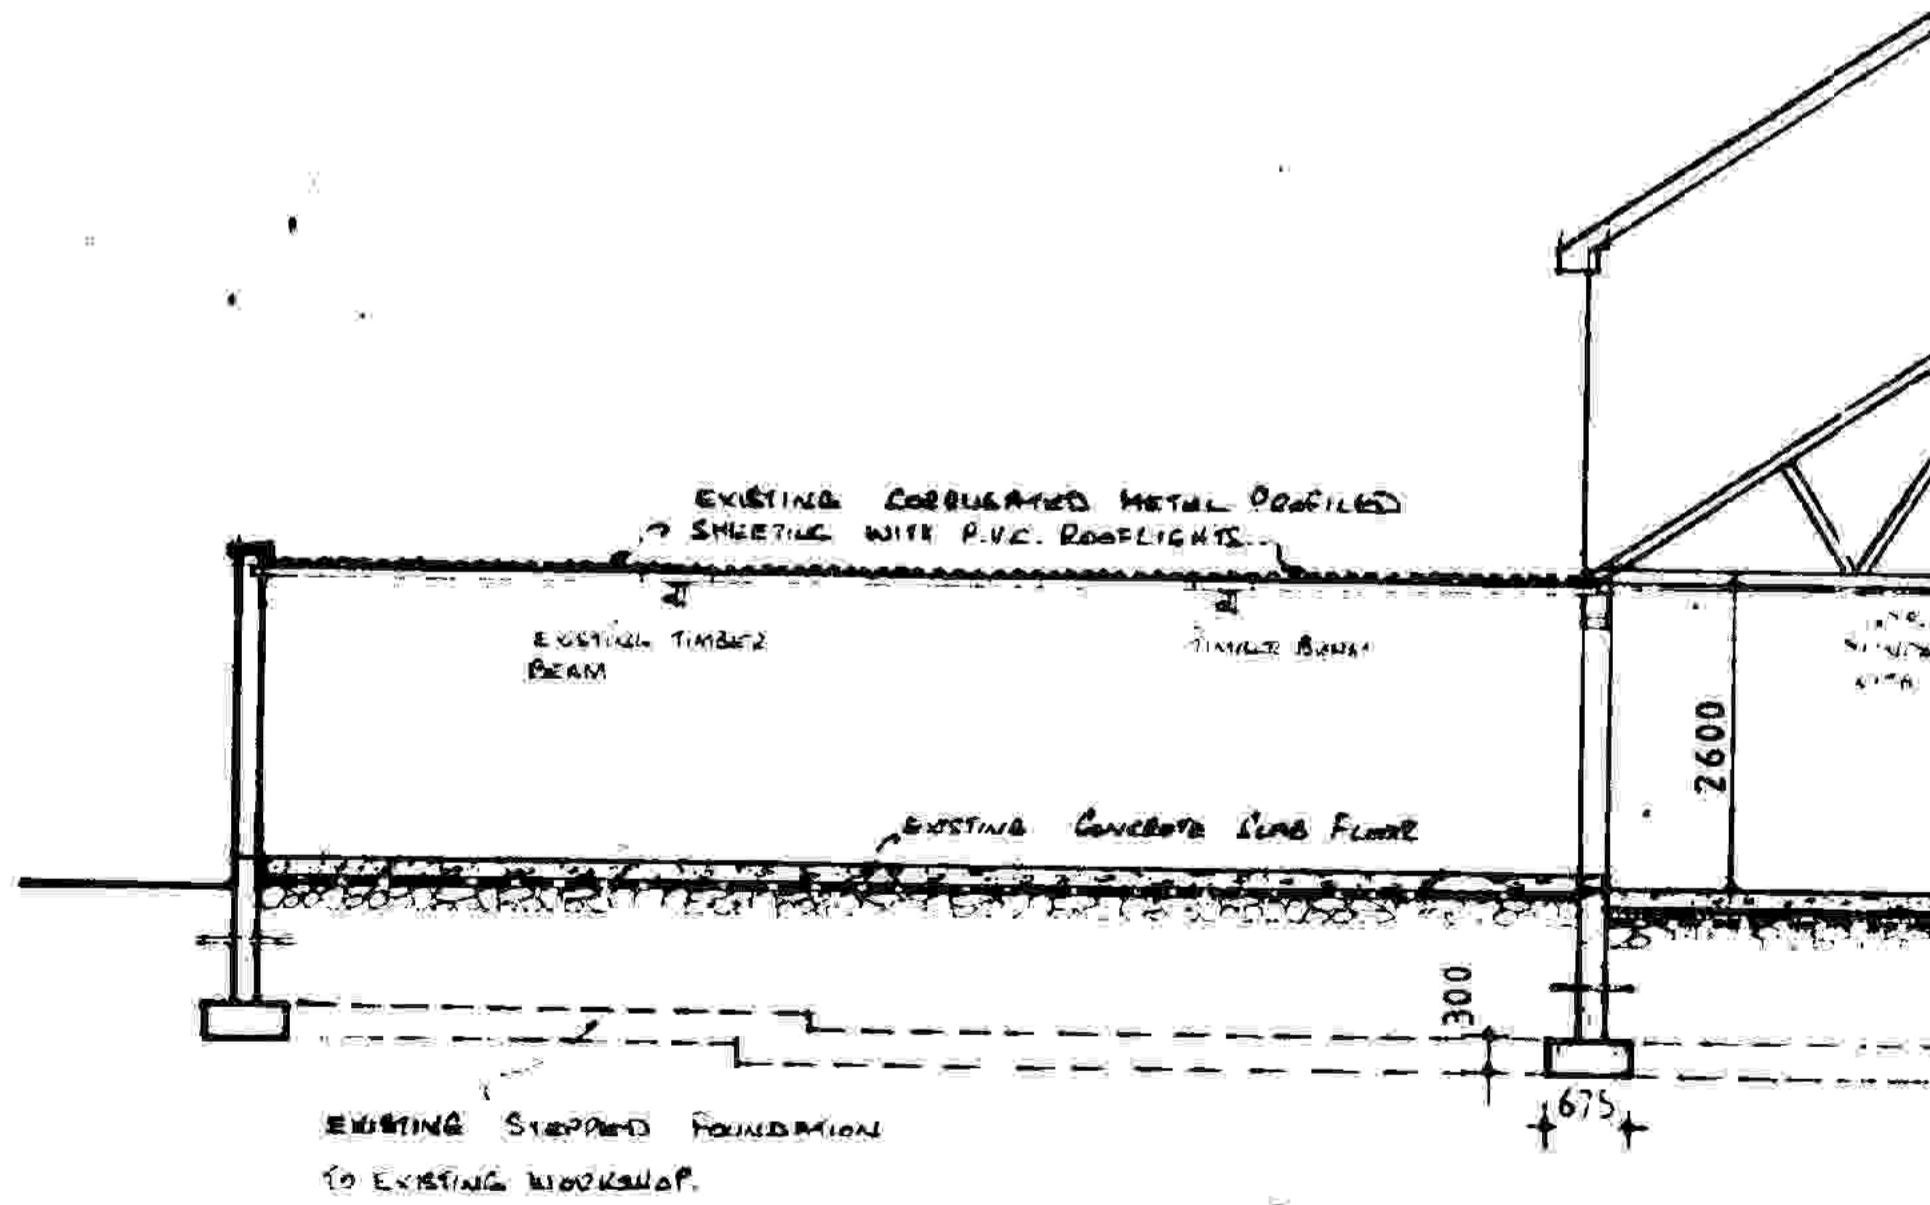 EXISTING CORRUGATED METAL PROFILED
SHEETING WITH P.V.C. ROOFLIGHTS.
EXISTING TIMBER
BEAM
TIMBER BEAM
2600
EXISTING CONCRETE SLAB FLOOR
300
675
EXISTING STEPPED FOUNDATION
TO EXISTING WORKSHOP.